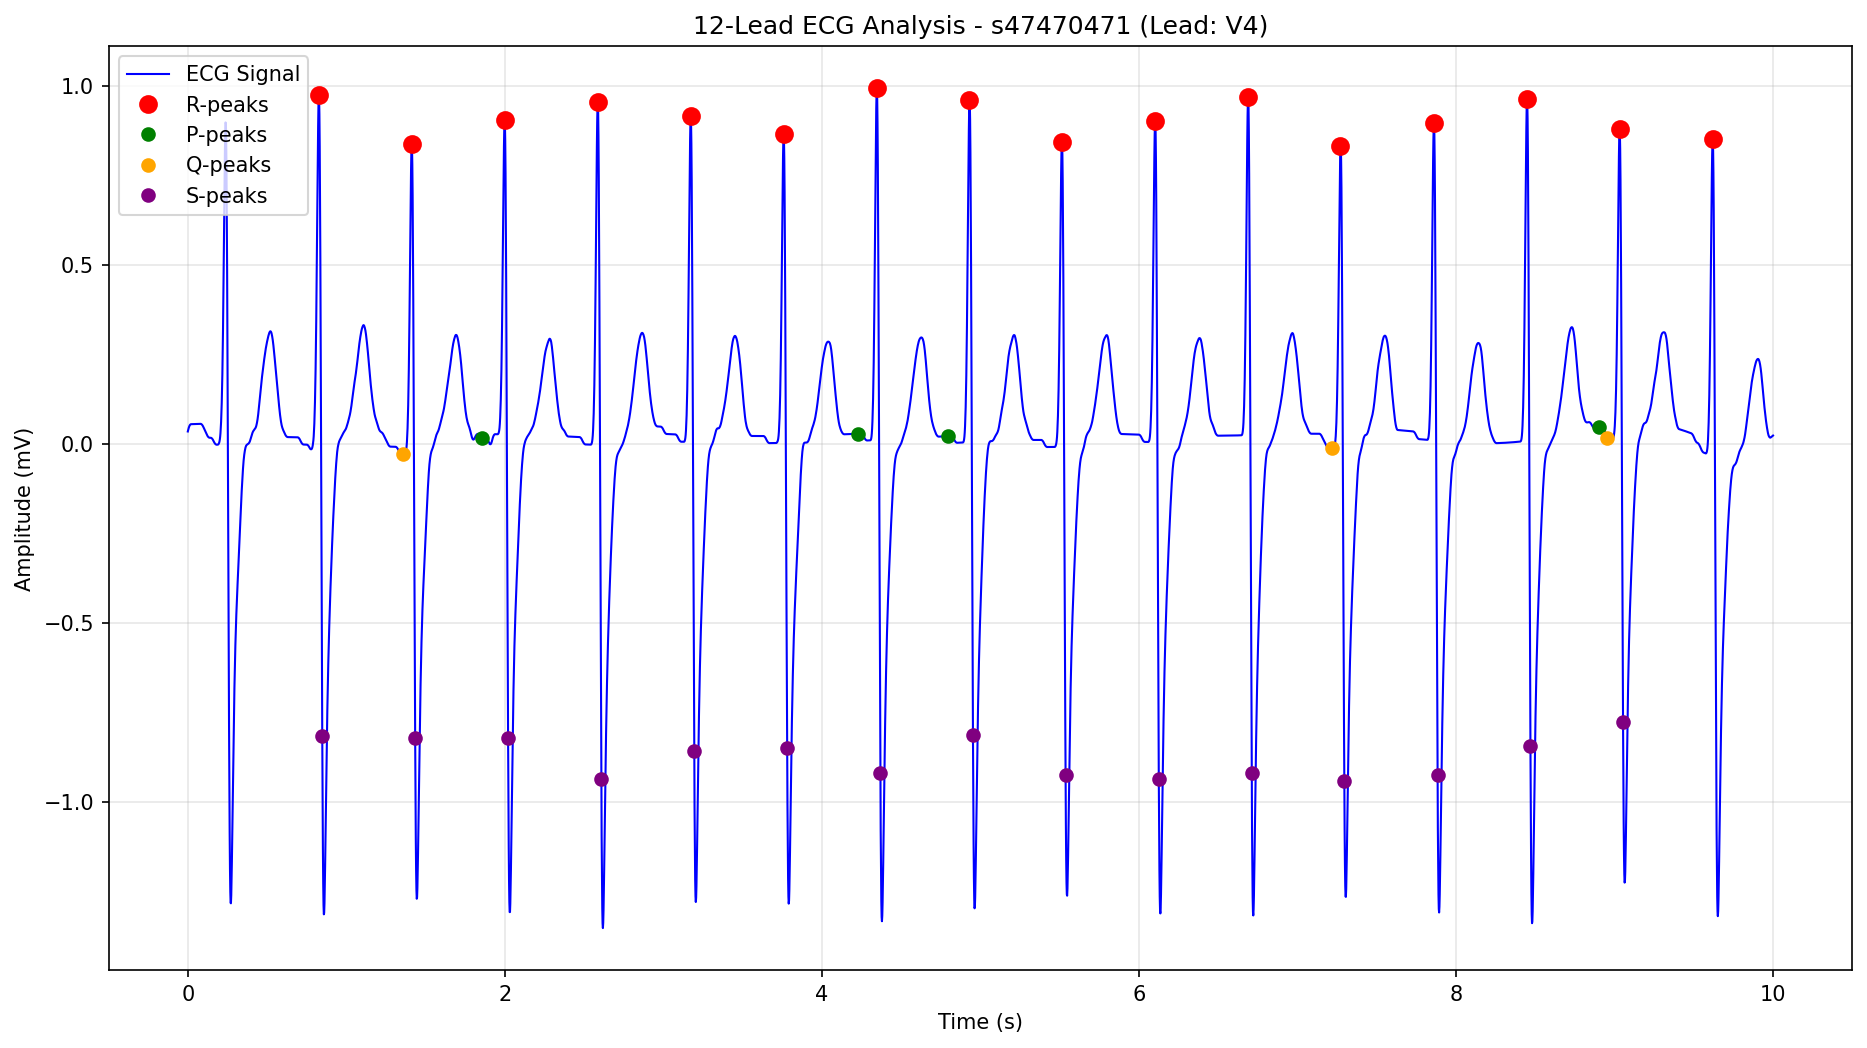 12-Lead ECG Analysis - s47470471 (Lead: V4)
ECG Signal
R-peaks
P-peaks
Q-peaks
S-peaks
1.0
0.5
0.0
−0.5
−1.0
Amplitude (mV)
0 2 4 6 8 10
Time (s)